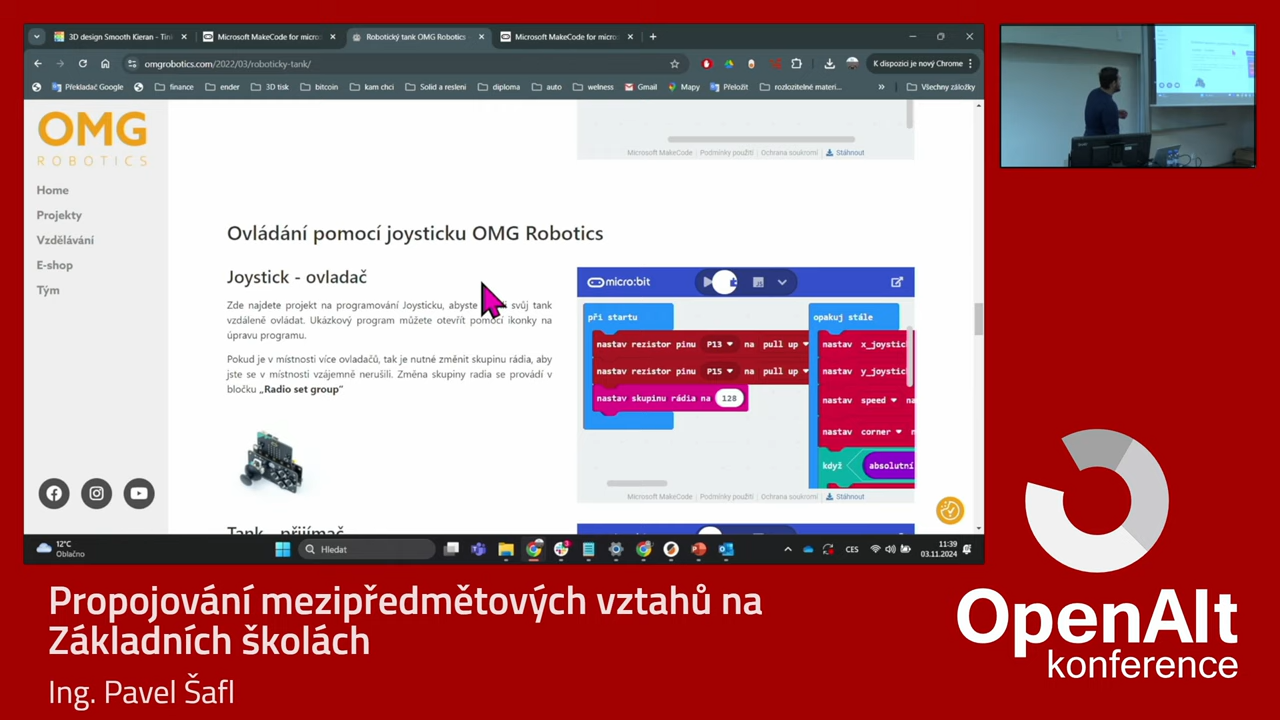 3D design Smooth Kieran - Tin
Microsoft MakeCode for micro
Robotický tank OMG Robotics
Microsoft MakeCode for micro
omgrobotics.com/2022/03/roboticky-tank/
K dispozici je nový Chrome
Překladač Google
finance
ender
3D tisk
bitcoin
kam chci
Solid a reslení
diploma
auto
welness
Gmail
Mapy
Přeložit
rozlozitelné materi...
Všechny záložky
OMG
ROBOTICS
Home
Projekty
Vzdělávání
E-shop
Tým
Microsoft MakeCode | Podmínky použití | Ochrana soukromí | Stáhnout
Ovládání pomocí joysticku OMG Robotics
Joystick - ovladač
Zde najdete projekt na programování Joysticku, abyste svůj tank
vzdáleně ovládat. Ukázkový program můžete otevřít pomocí ikonky na
úpravu programu.
Pokud je v místnosti více ovladačů, tak je nutné změnit skupinu rádia, aby
jste se v místnosti vzájemně nerušili. Změna skupiny radia se provádí v
bločku „Radio set group“
micro:bit
při startu
nastav rezistor pinu P13 na pull up
nastav rezistor pinu P15 na pull up
nastav skupinu rádia na 128
opakuj stále
nastav x_joystic
nastav y_joystic
nastav speed na
nastav corner
když absolutní
Microsoft MakeCode | Podmínky použití | Ochrana soukromí | Stáhnout
Tank - přijímač
12°C
Oblačno
Hledat
CES
11:39
03.11.2024
Propojování mezipředmětových vztahů na
Základních školách
Ing. Pavel Šafl
OpenAlt
konference